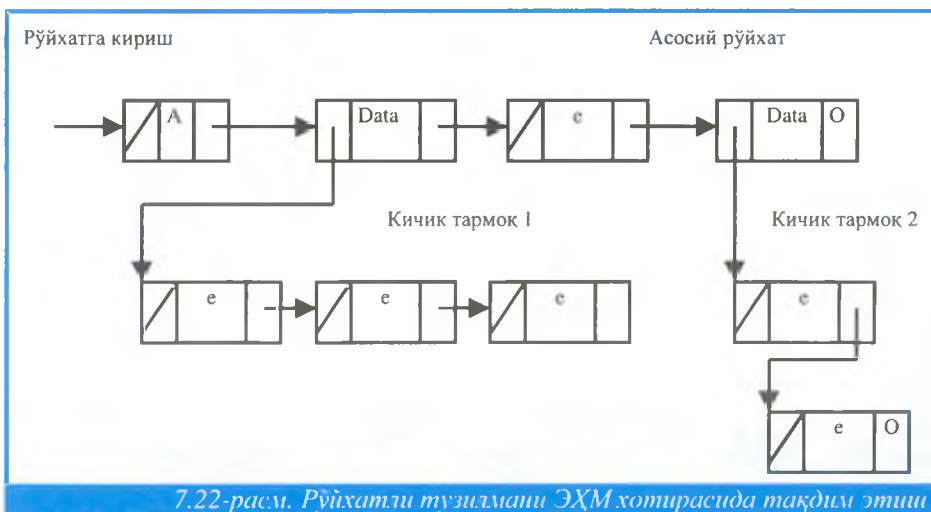 Рўйхатга кириш
Асосий рўйхат
A Data e Data O
Кичик тармоқ 1
Кичик тармоқ 2
e e e e
e O
7.22-расм. Рўйхатли тузилмани ЭҲМ хотирасида тақдим этиш